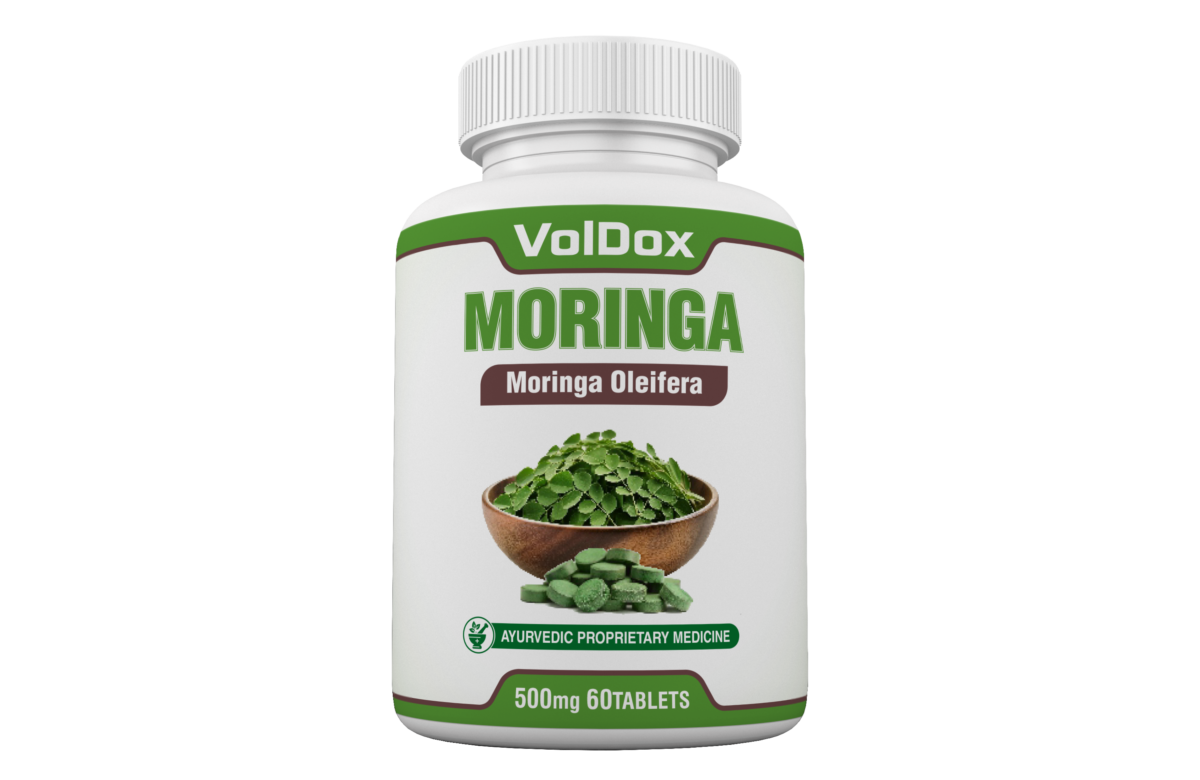 VolDox
MORINGA
Moringa Oleifera
AYURVEDIC PROPRIETARY MEDICINE
500mg 60TABLETS